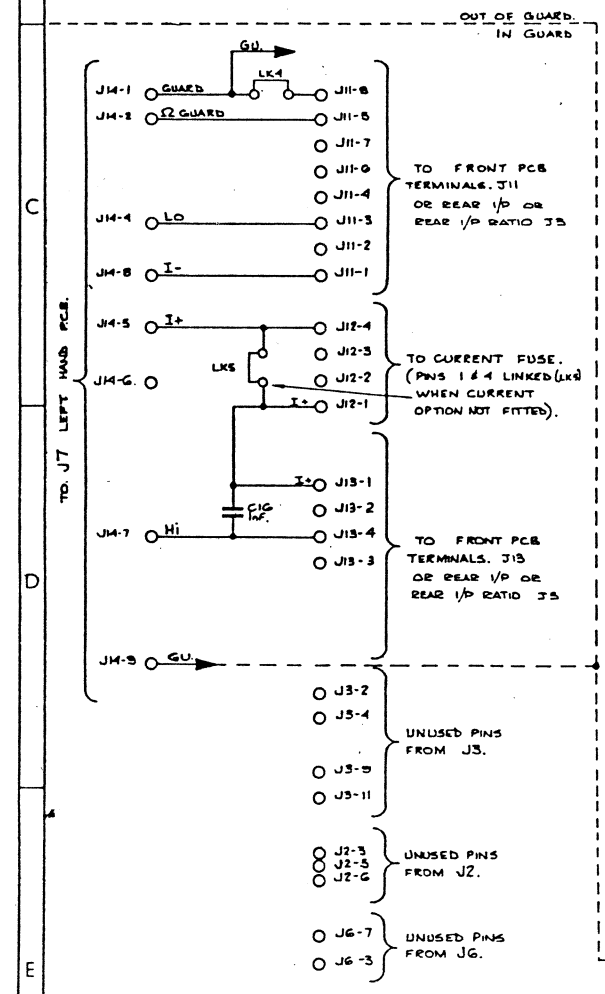 OUT OF GUARD.
IN GUARD
GU.
LK4
J14-1 GUARD J11-8
J14-2 Ω GUARD J11-5
J11-7
J11-6
J11-4
J14-4 LO J11-3
J11-2
J14-8 I- J11-1
TO FRONT PCB
TERMINALS. J11
OR REAR I/P OR
REAR I/P RATIO J5
C
TO J7 LEFT HAND P.C.B.
J14-5 I+ J12-4
J12-3
LK5
J14-6. J12-2
I+ J12-1
TO CURRENT FUSE.
(PINS 1 & 4 LINKED (LK5)
WHEN CURRENT
OPTION NOT FITTED).
I+ J13-1
J13-2
C16
1nF.
J14-7 Hi J13-4
J13-3
TO FRONT PCB
TERMINALS. J13
OR REAR I/P OR
REAR I/P RATIO J5
D
J14-9 GU.
J3-2
J3-4
J3-9
J3-11
UNUSED PINS
FROM J3.
J2-3
J2-5
J2-6
UNUSED PINS
FROM J2.
J6-7
J6-3
UNUSED PINS
FROM J6.
E